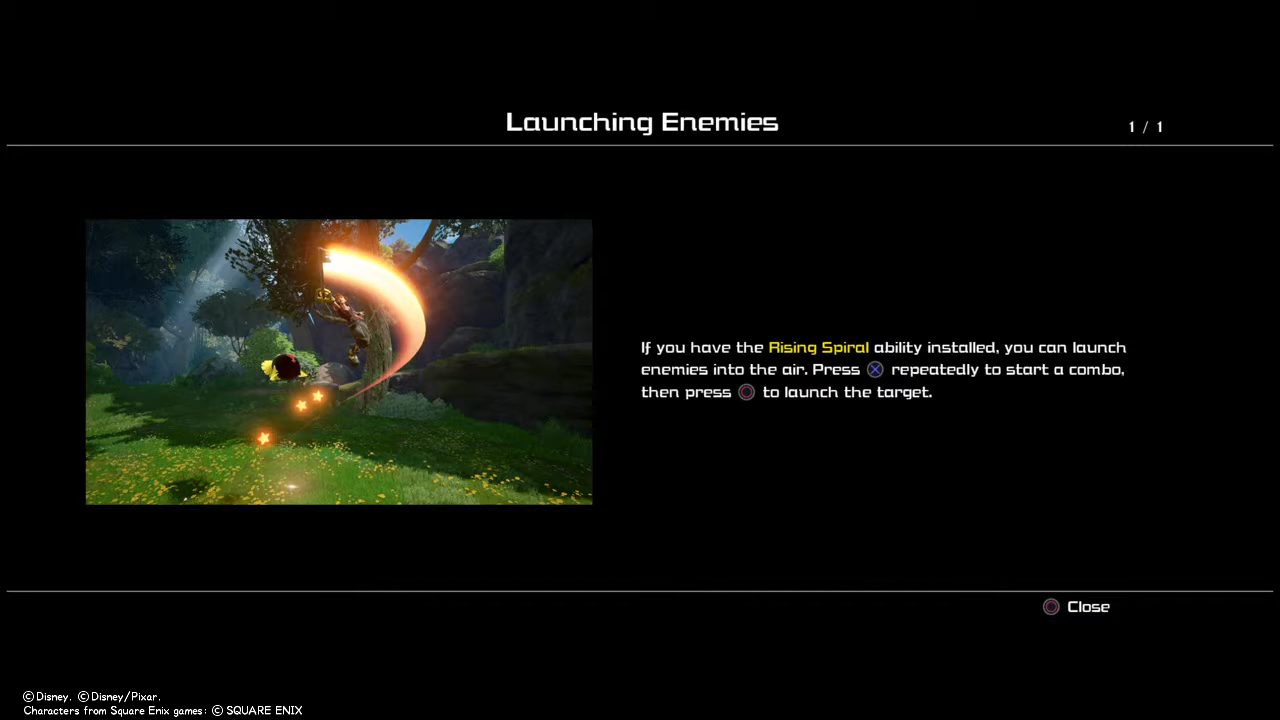 Launching Enemies
1 / 1
If you have the Rising Spiral ability installed, you can launch
enemies into the air. Press ⓧ repeatedly to start a combo,
then press ◯ to launch the target.
◯ Close
©Disney. ©Disney/Pixar.
Characters from Square Enix games: © SQUARE ENIX